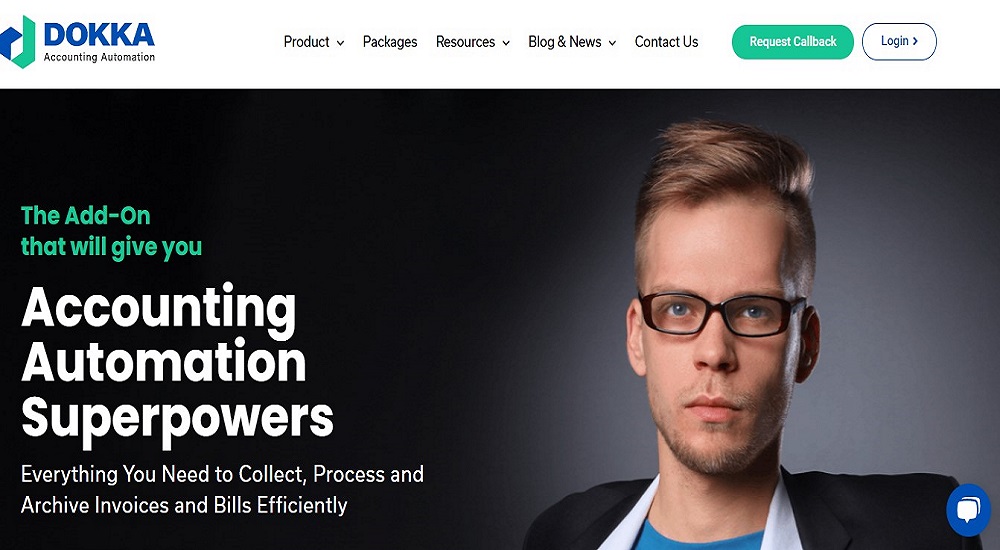 DOKKA
Accounting Automation
Product
Packages
Resources
Blog & News
Contact Us
Request Callback
Login
The Add-On
that will give you
Accounting
Automation
Superpowers
Everything You Need to Collect, Process and
Archive Invoices and Bills Efficiently